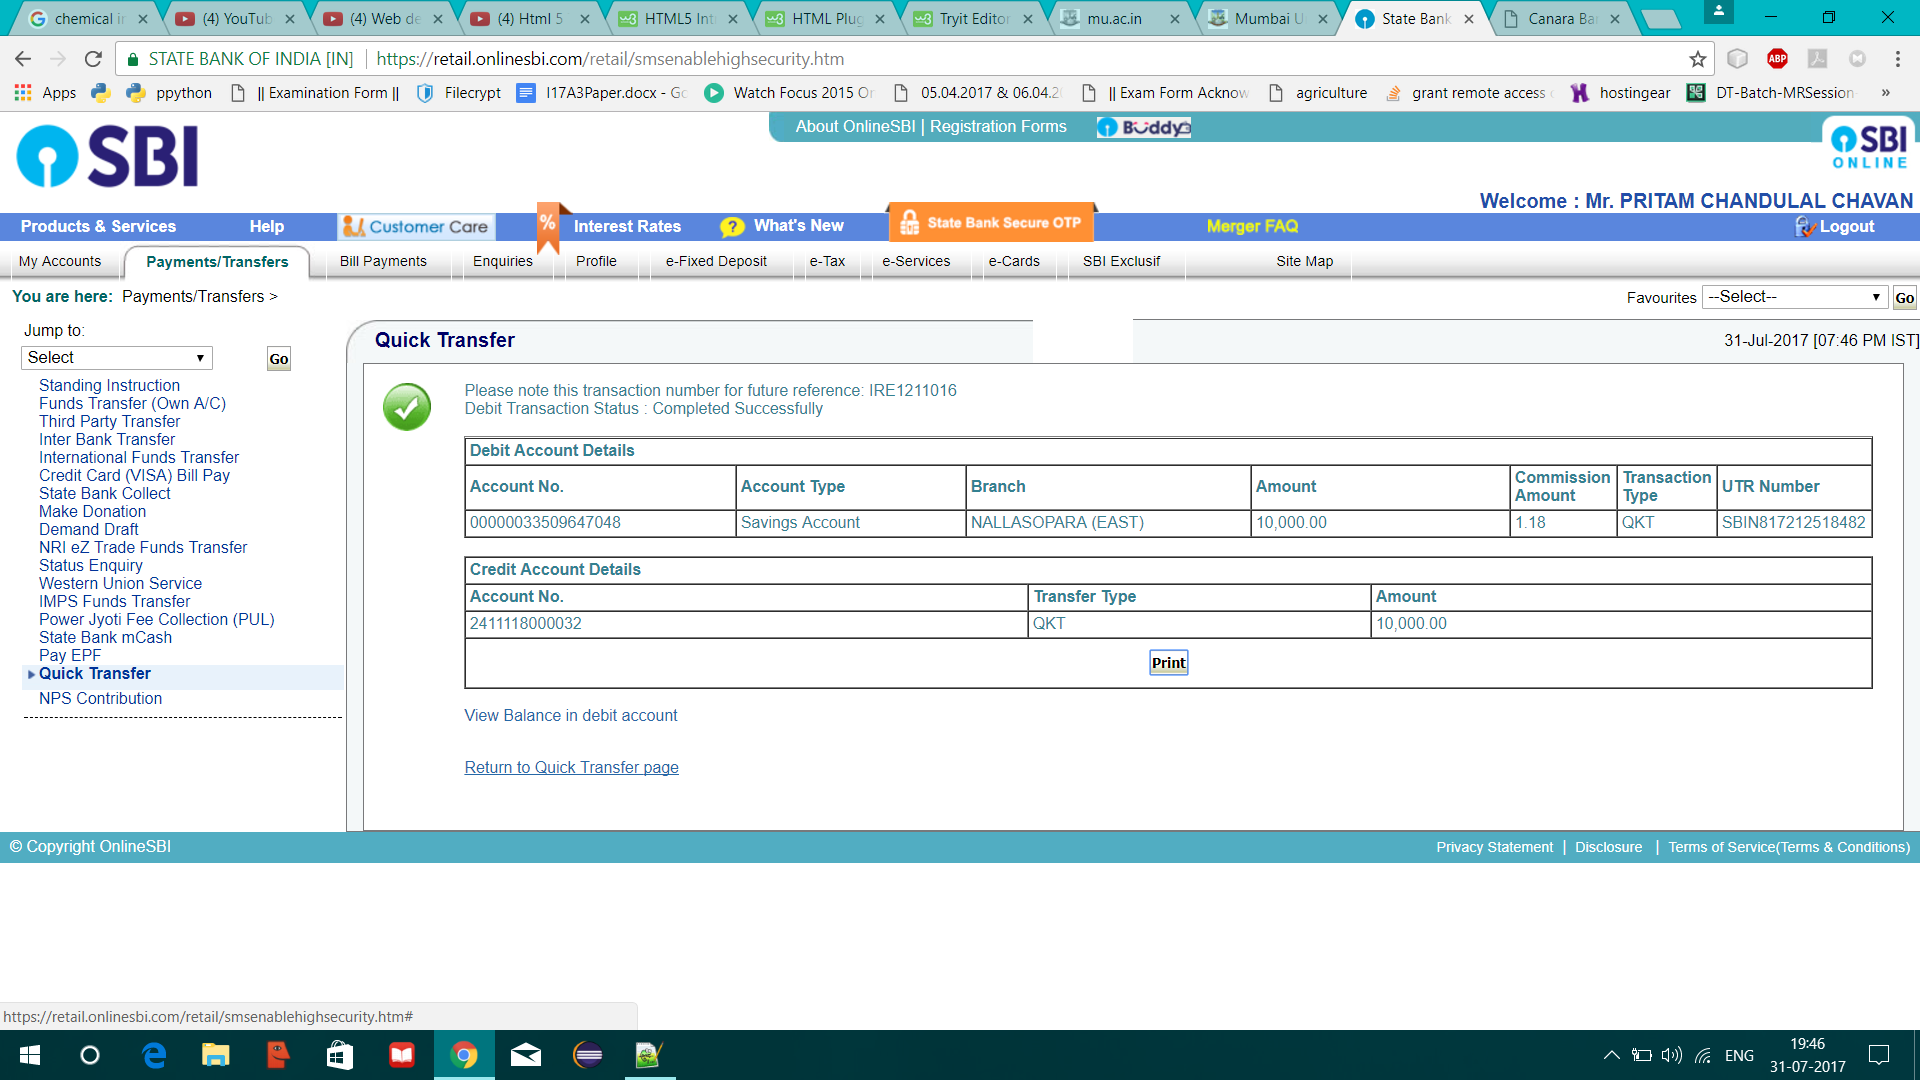 chemical i
(4) YouTub
(4) Web de
(4) Html 5
HTML5 Int
HTML Plug
Tryit Editor
mu.ac.in
Mumbai U
State Bank
Canara Ba
STATE BANK OF INDIA [IN] https://retail.onlinesbi.com/retail/smsenablehighsecurity.htm
ABP
Apps ppython || Examination Form || Filecrypt I17A3Paper.docx - Go Watch Focus 2015 On 05.04.2017 & 06.04.2 || Exam Form Acknow agriculture grant remote access hostingear DT-Batch-MRSession »
SBI
About OnlineSBI | Registration Forms Buddy
SBI
ONLINE
Welcome : Mr. PRITAM CHANDULAL CHAVAN
Products & Services Help Customer Care % Interest Rates ? What's New State Bank Secure OTP Merger FAQ Logout
My Accounts Payments/Transfers Bill Payments Enquiries Profile e-Fixed Deposit e-Tax e-Services e-Cards SBI Exclusif Site Map
You are here: Payments/Transfers >
Favourites --Select-- Go
Jump to:
Select Go
Standing Instruction
Funds Transfer (Own A/C)
Third Party Transfer
Inter Bank Transfer
International Funds Transfer
Credit Card (VISA) Bill Pay
State Bank Collect
Make Donation
Demand Draft
NRI eZ Trade Funds Transfer
Status Enquiry
Western Union Service
IMPS Funds Transfer
Power Jyoti Fee Collection (PUL)
State Bank mCash
Pay EPF
Quick Transfer
NPS Contribution
Quick Transfer
31-Jul-2017 [07:46 PM IST]
Please note this transaction number for future reference: IRE1211016
Debit Transaction Status : Completed Successfully
Debit Account Details
Account No. Account Type Branch Amount Commission Amount Transaction Type UTR Number
00000033509647048 Savings Account NALLASOPARA (EAST) 10,000.00 1.18 QKT SBIN817212518482
Credit Account Details
Account No. Transfer Type Amount
2411118000032 QKT 10,000.00
Print
View Balance in debit account
Return to Quick Transfer page
© Copyright OnlineSBI
Privacy Statement | Disclosure | Terms of Service(Terms & Conditions)
https://retail.onlinesbi.com/retail/smsenablehighsecurity.htm#
ENG
19:46
31-07-2017